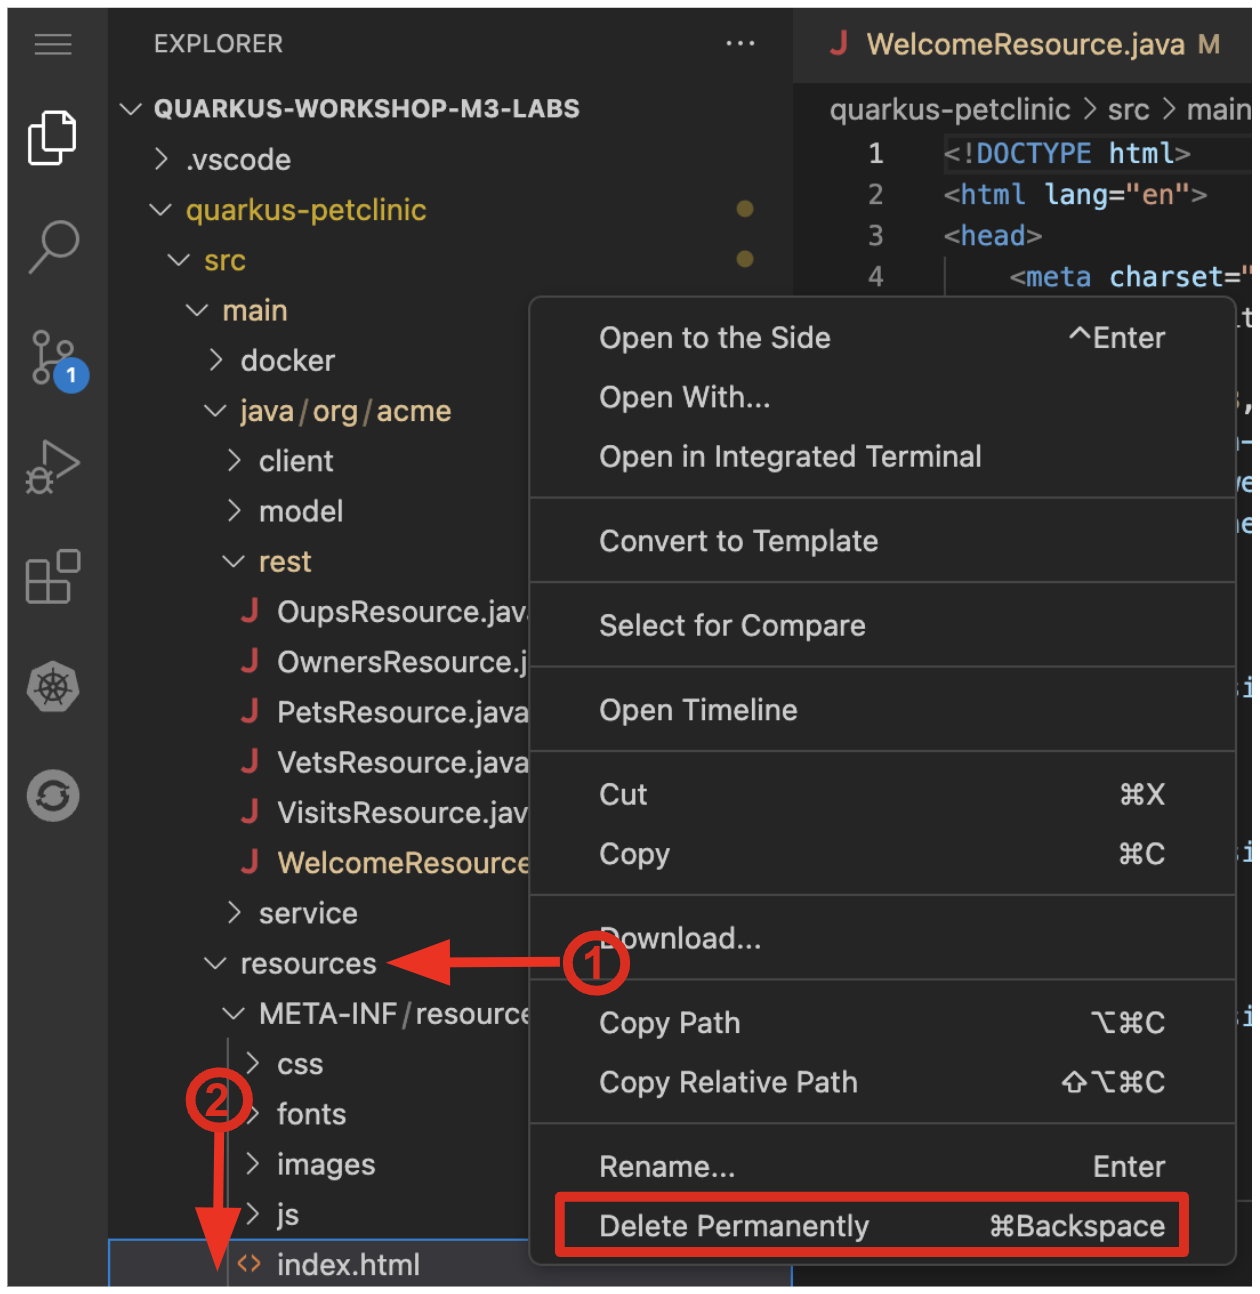 EXPLORER ...
QUARKUS-WORKSHOP-M3-LABS
.vscode
quarkus-petclinic
src
main
docker
java/org/acme
client
model
rest
J OupsResource.jav
J OwnersResource.j
J PetsResource.java
J VetsResource.java
J VisitsResource.jav
J WelcomeResource
service
resources
META-INF/resource
css
fonts
images
js
<> index.html
1
1
2
J WelcomeResource.java M
quarkus-petclinic > src > main
1 <!DOCTYPE html>
2 <html lang="en">
3 <head>
4 <meta charset="
Open to the Side ^Enter
Open With...
Open in Integrated Terminal
Convert to Template
Select for Compare
Open Timeline
Cut ⌘X
Copy ⌘C
Download...
Copy Path ⌥⌘C
Copy Relative Path ⇧⌥⌘C
Rename... Enter
Delete Permanently ⌘Backspace